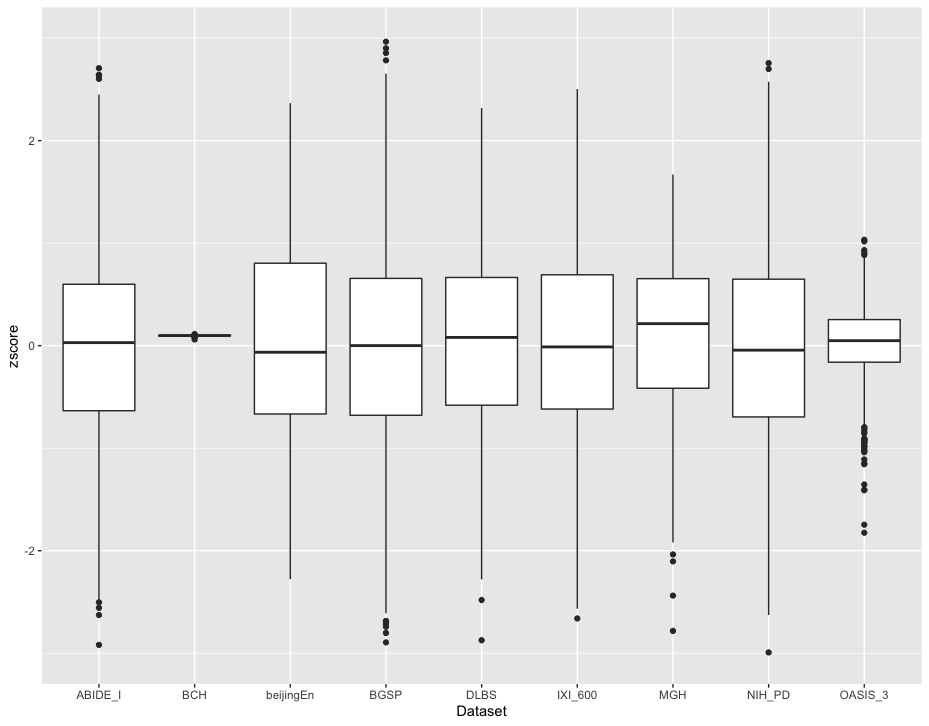 zscore
2
0
-2
ABIDE_I BCH beijingEn BGSP DLBS IXI_600 MGH NIH_PD OASIS_3
Dataset